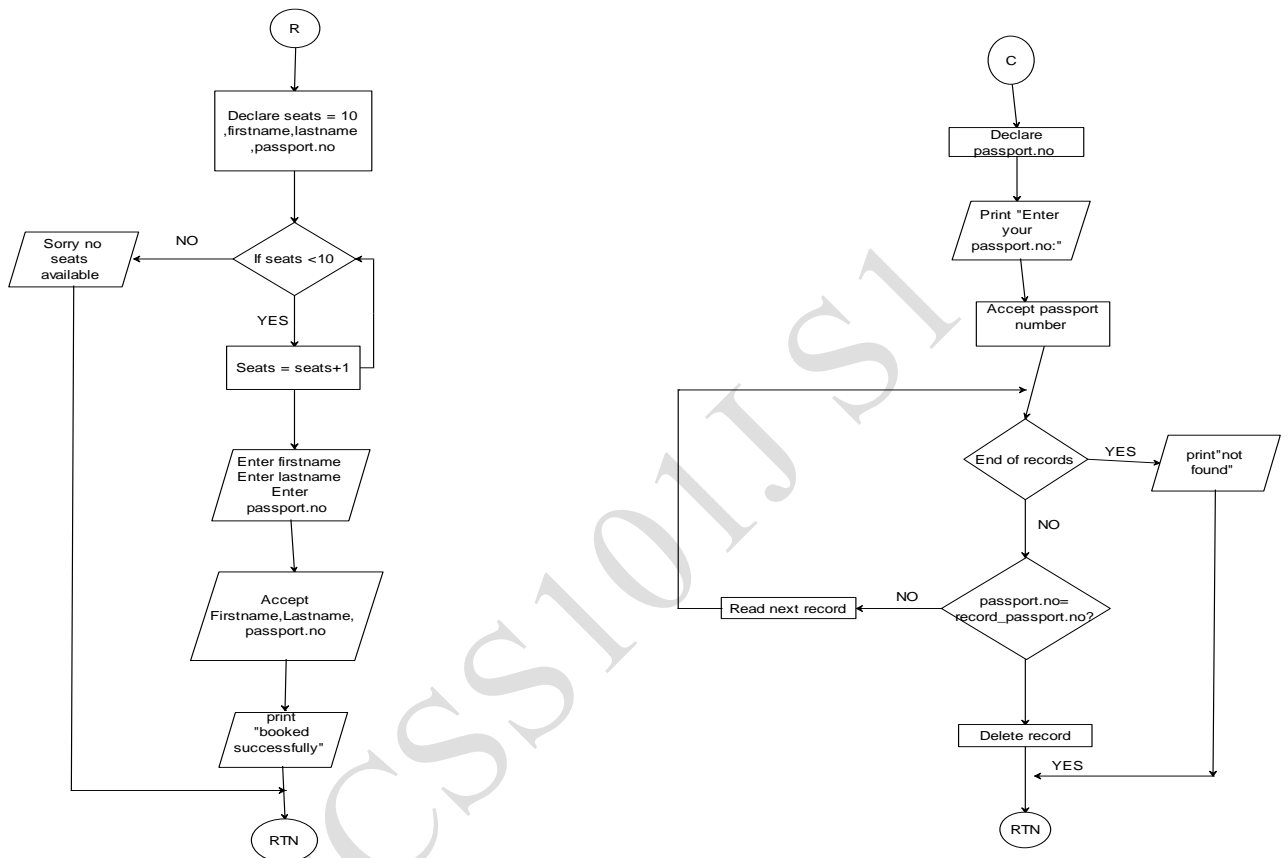 R
Declare seats = 10
,firstname,lastname
,passport.no
If seats <10
NO
Sorry no
seats
available
YES
Seats = seats+1
Enter firstname
Enter lastname
Enter
passport.no
Accept
Firstname,Lastname,
passport.no
print
"booked
successfully"
RTN
C
Declare
passport.no
Print "Enter
your
passport.no:"
Accept passport
number
End of records
YES
print"not
found"
NO
passport.no=
record_passport.no?
NO
Read next record
Delete record
YES
RTN
CSS101J S1